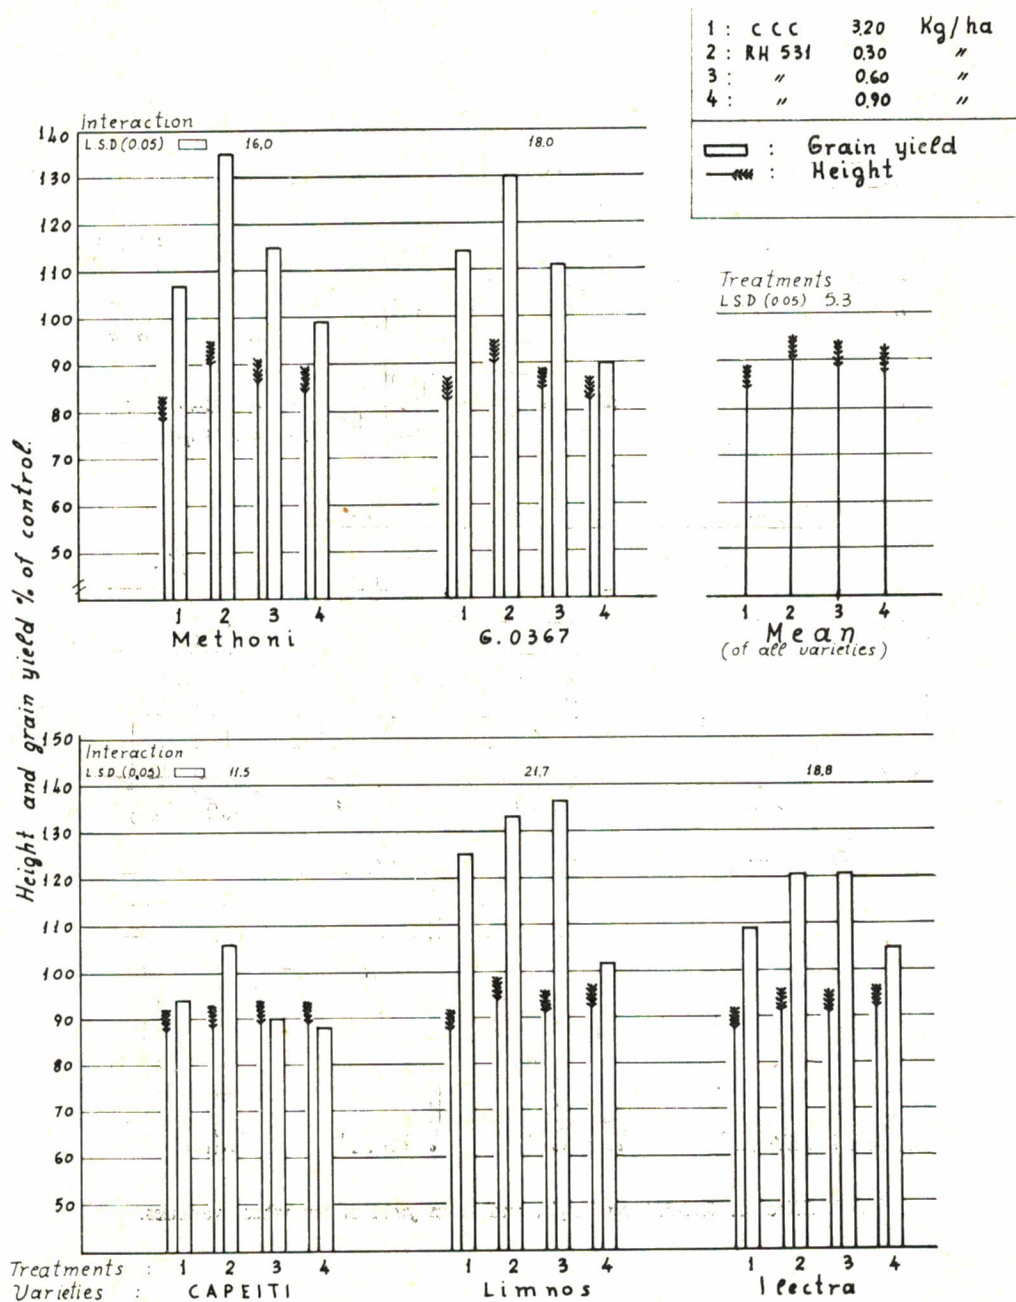 1 : CCC 3.20 Kg/ha
2 : RH 531 0.30 "
3 : " 0.60 "
4 : " 0.90 "
: Grain yield
: Height
Interaction
L.S.D (0.05) 16,0 18.0
140
130
120
110
100
90
80
70
60
50
1 2 3 4 1 2 3 4
Methoni G.0367
Treatments
L.S.D (0.05) 5.3
1 2 3 4
Mean
(of all varieties)
Height and grain yield % of control.
150
Interaction
L.S.D. (0,05) 11.5 21,7 18,8
140
130
120
110
100
90
80
70
60
50
Treatments : 1 2 3 4 1 2 3 4 1 2 3 4
Varieties : CAPEITI Limnos Ilectra